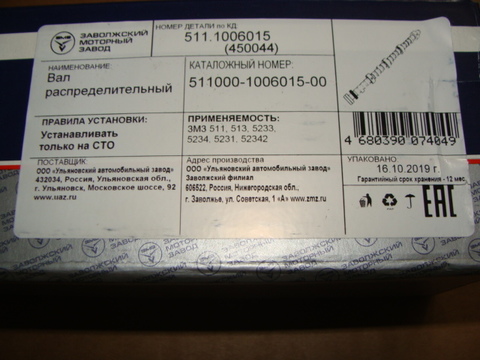 ЗАВОЛЖСКИЙ
МОТОРНЫЙ
ЗАВОД
НОМЕР ДЕТАЛИ по КД:
511.1006015
(450044)
НАИМЕНОВАНИЕ:
Вал
распределительный
КАТАЛОЖНЫЙ НОМЕР:
511000-1006015-00
ПРАВИЛА УСТАНОВКИ:
Устанавливать
только на СТО
ПРИМЕНЯЕМОСТЬ:
ЗМЗ 511, 513, 5233,
5234, 5231, 52342
4 680390 074049
ПОСТАВЩИК
ООО «Ульяновский автомобильный завод»
432034, Россия, Ульяновская обл.,
г. Ульяновск, Московское шоссе, 92
www.uaz.ru
Адрес производства
ООО «Ульяновский автомобильный завод»
Заволжский филиал
606522, Россия, Нижегородская обл.,
г. Заволжье, ул. Советская, 1 «А» www.zmz.ru
УПАКОВАНО
16.10.2019 г.
Гарантийный срок хранения - 12 мес.
EAC
ЗАВОЛЖСКИЙ
МОТОРНЫЙ
ЗАВОД